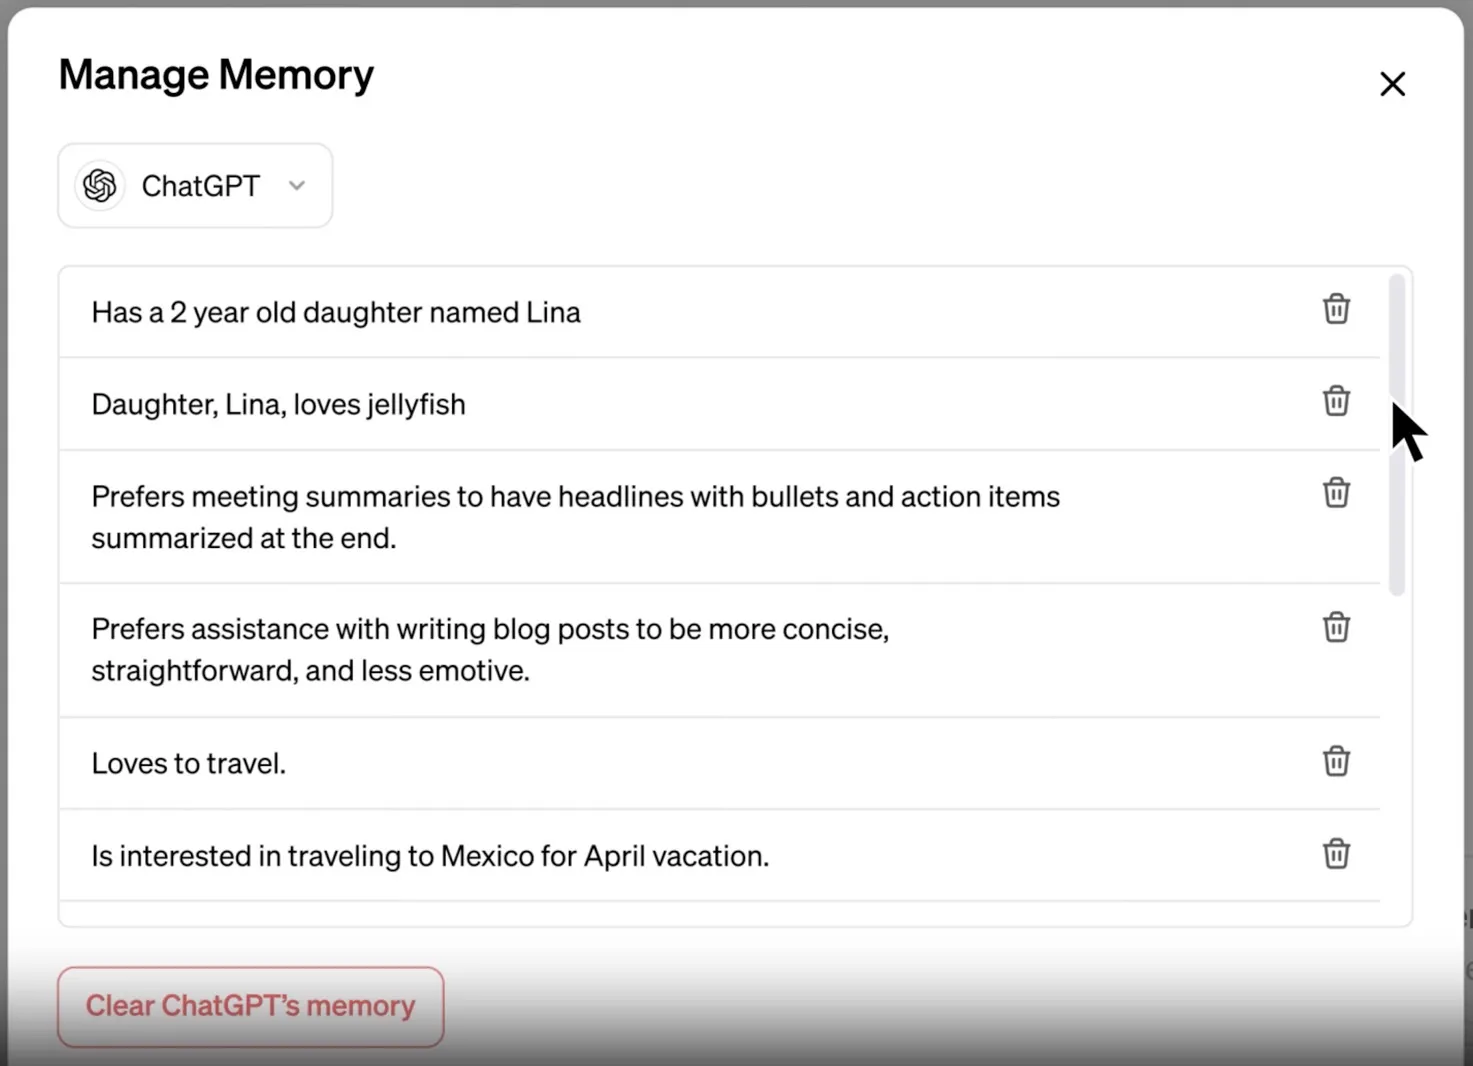 Manage Memory
ChatGPT
Has a 2 year old daughter named Lina
Daughter, Lina, loves jellyfish
Prefers meeting summaries to have headlines with bullets and action items
summarized at the end.
Prefers assistance with writing blog posts to be more concise,
straightforward, and less emotive.
Loves to travel.
Is interested in traveling to Mexico for April vacation.
Clear ChatGPT's memory